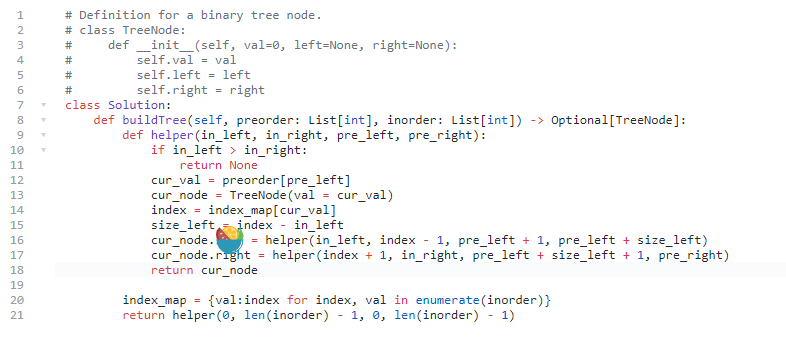 1 # Definition for a binary tree node.
2 # class TreeNode:
3 #     def __init__(self, val=0, left=None, right=None):
4 #         self.val = val
5 #         self.left = left
6 #         self.right = right
7 class Solution:
8     def buildTree(self, preorder: List[int], inorder: List[int]) -> Optional[TreeNode]:
9         def helper(in_left, in_right, pre_left, pre_right):
10             if in_left > in_right:
11                 return None
12             cur_val = preorder[pre_left]
13             cur_node = TreeNode(val = cur_val)
14             index = index_map[cur_val]
15             size_left = index - in_left
16             cur_node. = helper(in_left, index - 1, pre_left + 1, pre_left + size_left)
17             cur_node.right = helper(index + 1, in_right, pre_left + size_left + 1, pre_right)
18             return cur_node
19
20         index_map = {val:index for index, val in enumerate(inorder)}
21         return helper(0, len(inorder) - 1, 0, len(inorder) - 1)